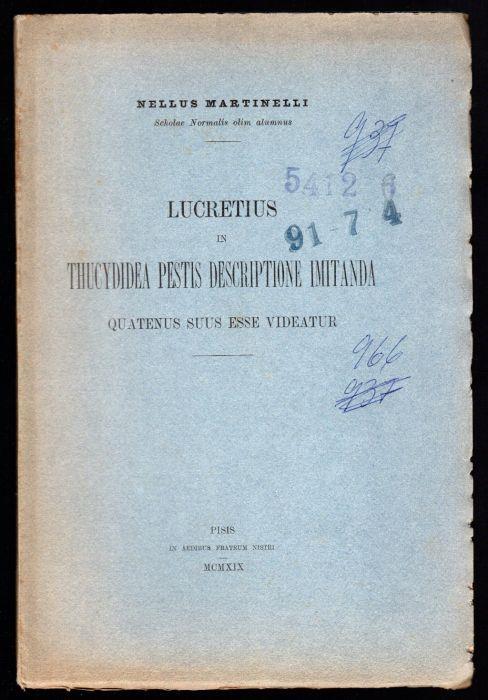 NELLUS MARTINELLI
Scholae Normalis olim alumnus
939
5412 6
91-7 4
LUCRETIUS
IN
THUCYDIDEA PESTIS DESCRIPTIONE IMITANDA
QUATENUS SUUS ESSE VIDEATUR
966
937
PISIS
IN AEDIBUS FRATRUM NISTRI
MCMXIX